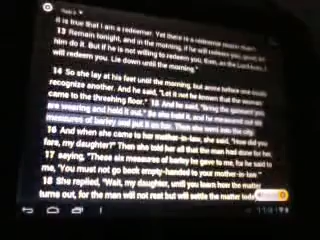 it is true that I am a redeemer. Yet there is a redeemer nearer than I.
13 Remain tonight, and in the morning, if he will redeem you, good; let
him do it. But if he is not willing to redeem you, then, as the Lord lives, I
will redeem you. Lie down until the morning."
14 So she lay at his feet until the morning, but arose before one could
recognize another. And he said, "Let it not be known that the woman
came to the threshing floor." 15 And he said, "Bring the garment you
are wearing and hold it out." So she held it, and he measured out six
measures of barley and put it on her. Then she went into the city.
16 And when she came to her mother-in-law, she said, "How did you
fare, my daughter?" Then she told her all that the man had done for her,
17 saying, "These six measures of barley he gave to me, for he said to
me, 'You must not go back empty-handed to your mother-in-law.'"
18 She replied, "Wait, my daughter, until you learn how the matter
turns out, for the man will not rest but will settle the matter today